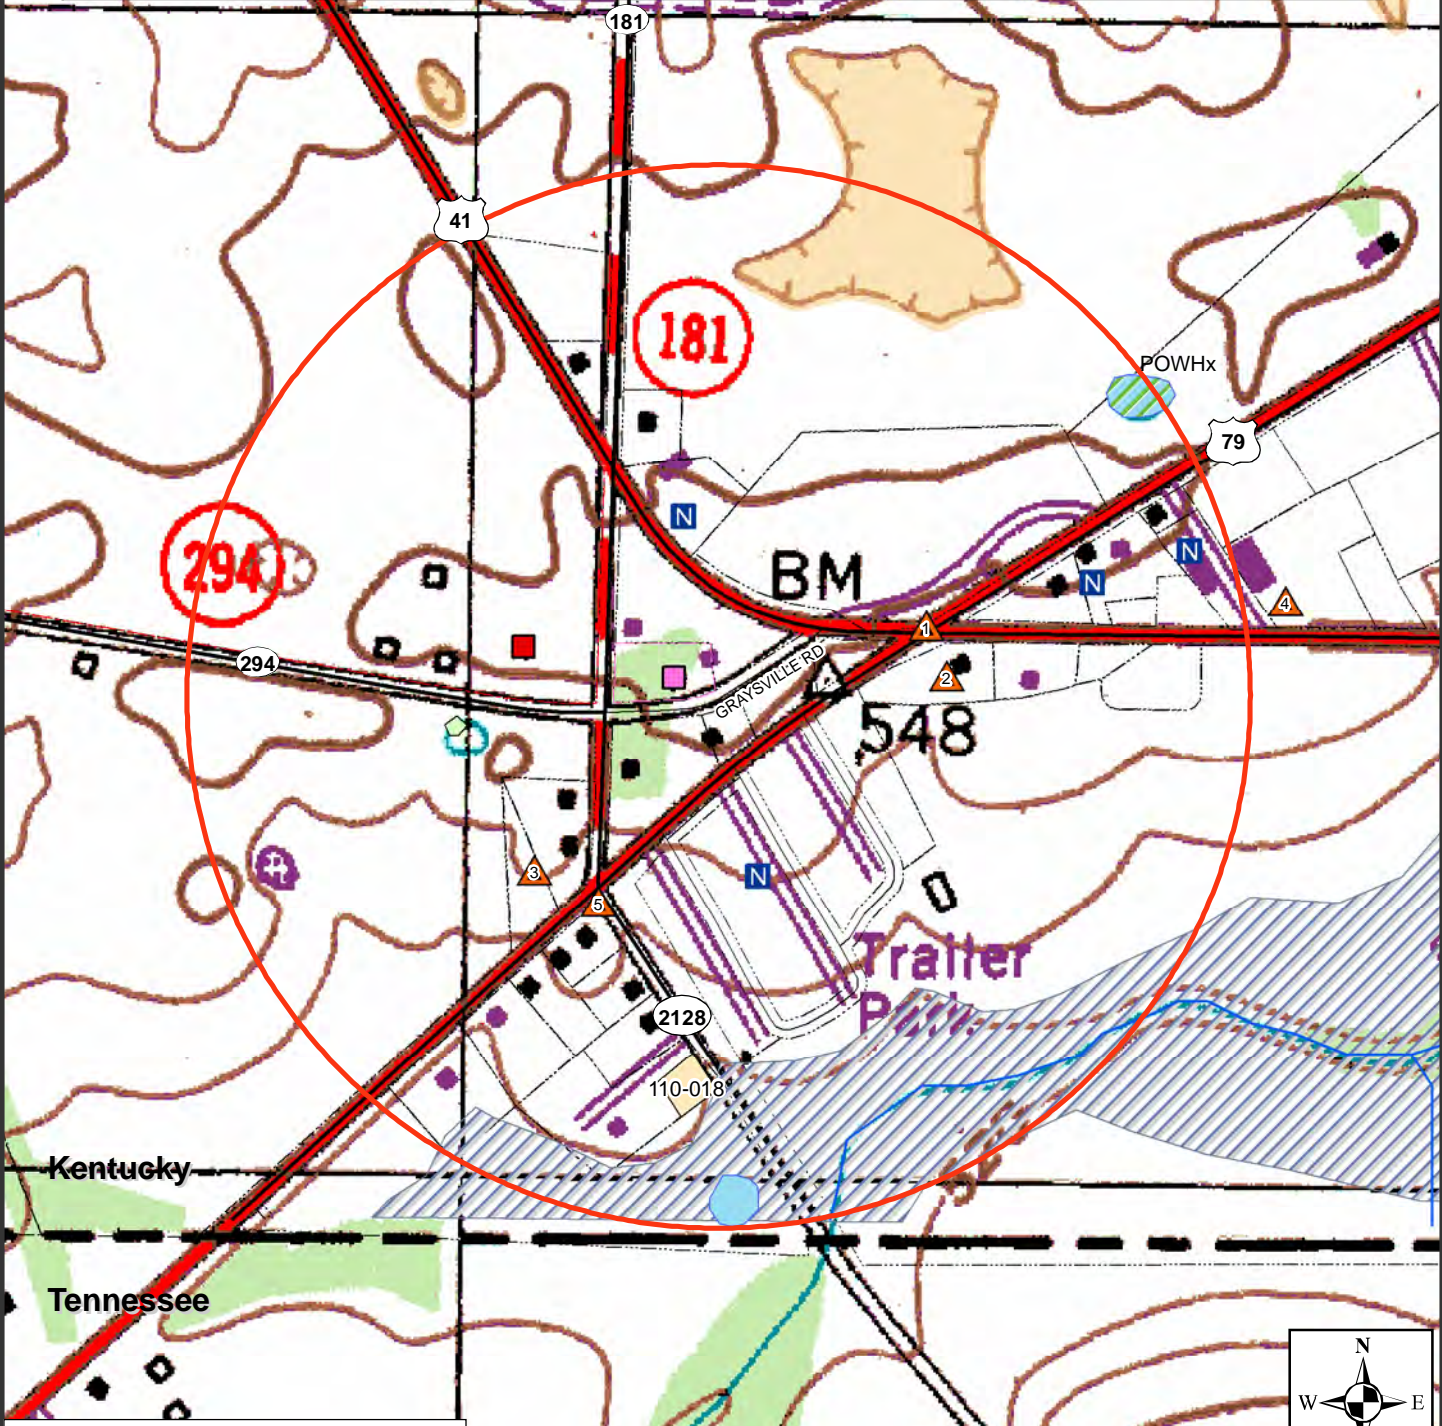 181
41
181
POWHx
79
N
294
N
BM
N
4
1
294
GRAYSVILLE RD
2
548
3
N
5
Trailer
2128
110-018
Kentucky
Tennessee
N
W E